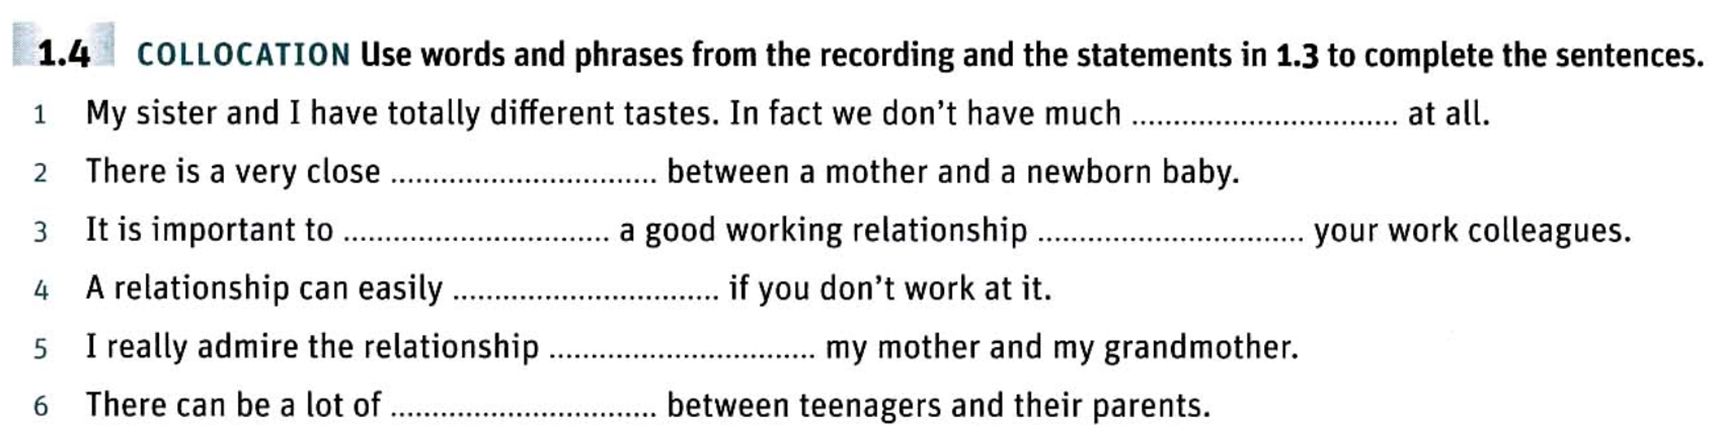 1.4 COLLOCATION Use words and phrases from the recording and the statements in 1.3 to complete the sentences.
1 My sister and I have totally different tastes. In fact we don't have much ................................ at all.
2 There is a very close ................................ between a mother and a newborn baby.
3 It is important to ................................ a good working relationship ................................ your work colleagues.
4 A relationship can easily ................................ if you don't work at it.
5 I really admire the relationship ................................ my mother and my grandmother.
6 There can be a lot of ................................ between teenagers and their parents.